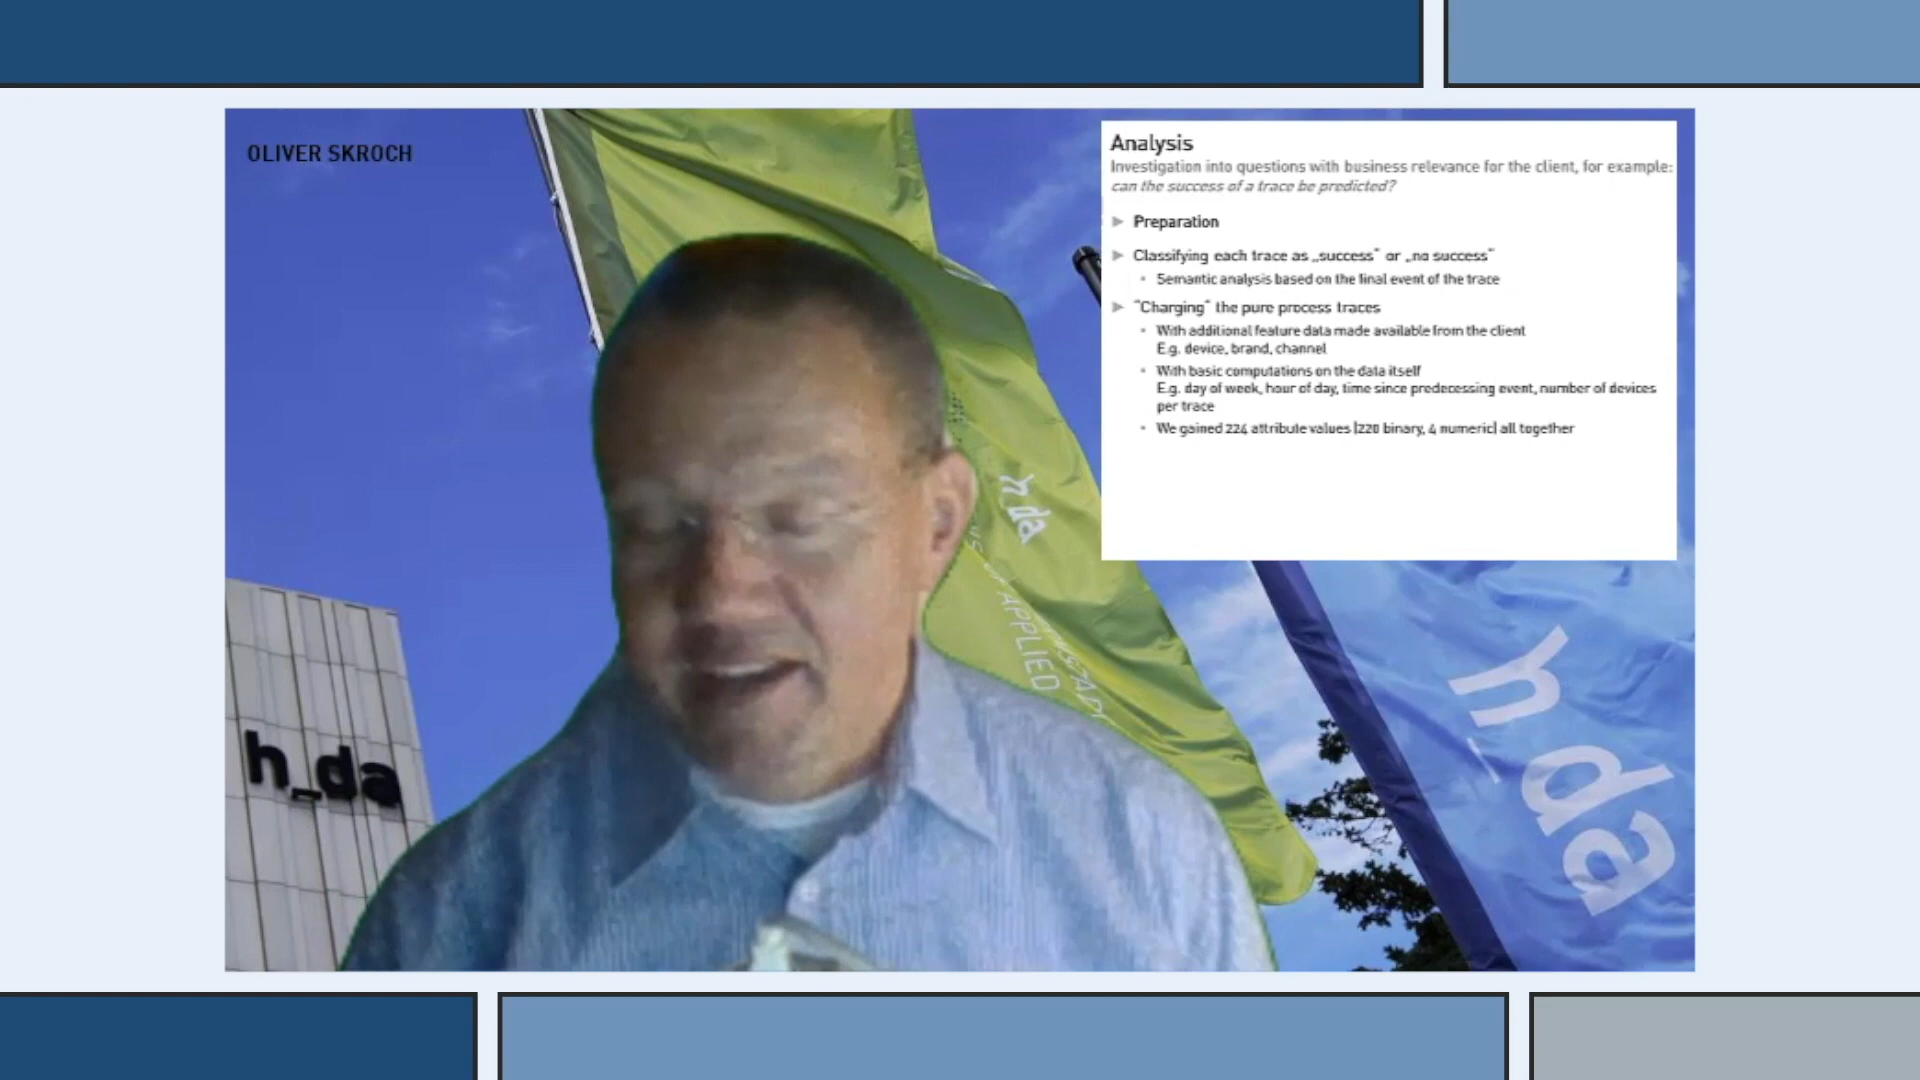 OLIVER SKROCH
Analysis
Investigation into questions with business relevance for the client, for example:
can the success of a trace be predicted?
Preparation
Classifying each trace as „success" or „no success"
Semantic analysis based on the final event of the trace
"Charging" the pure process traces
With additional feature data made available from the client
E.g. device, brand, channel
With basic computations on the data itself
E.g. day of week, hour of day, time since predecessing event, number of devices
per trace
We gained 224 attribute values (220 binary, 4 numeric) all together
h_da
APPLIED
h_da
h_da